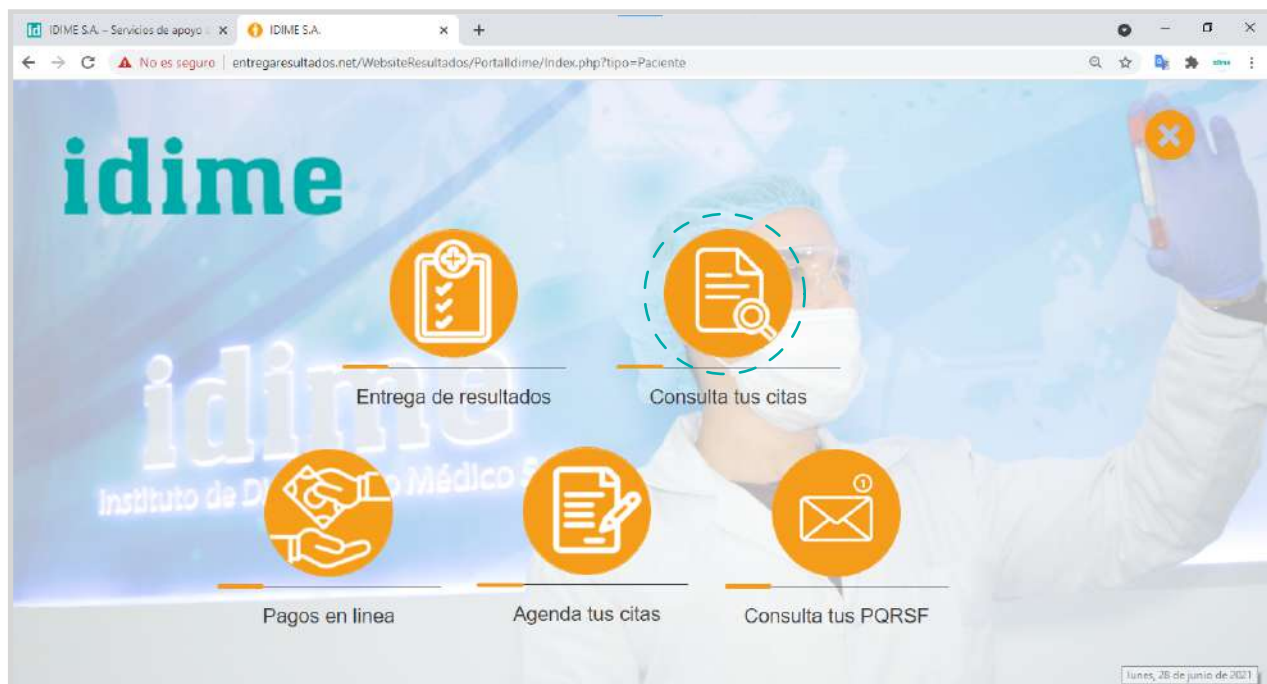 IDIME S.A. – Servicios de apoyo
IDIME S.A.
No es seguro | entregaresultados.net/WebsiteResultados/PortalIdime/Index.php?tipo=Paciente
idime
Entrega de resultados
Consulta tus citas
idime
Instituto de Di Médico S
Pagos en linea
Agenda tus citas
1
Consulta tus PQRSF
lunes, 28 de junio de 2021